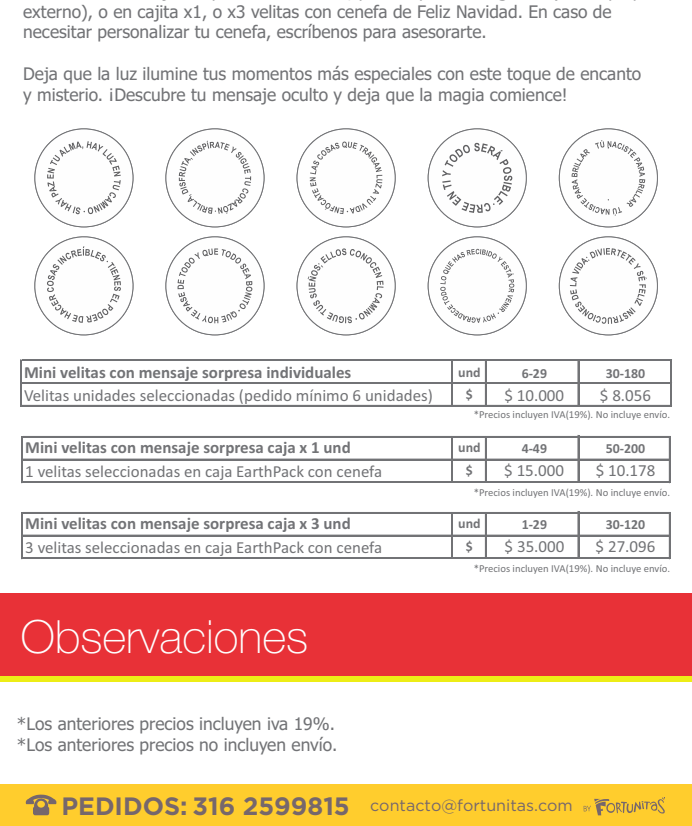 externo), o en cajita x1, o x3 velitas con cenefa de Feliz Navidad. En caso de
necesitar personalizar tu cenefa, escríbenos para asesorarte.
Deja que la luz ilumine tus momentos más especiales con este toque de encanto
y misterio. ¡Descubre tu mensaje oculto y deja que la magia comience!
SI HAY PAZ EN TU ALMA, HAY LUZ EN TU CAMINO ·
BRILLA, DISFRUTA, INSPÍRATE Y SIGUE TU CORAZÓN·
ENFÓCATE EN LAS COSAS QUE TRAIGAN LUZ A TU VIDA ·
CREE EN TI Y TODO SERÁ POSIBLE·
TÚ NACISTE PARA BRILLAR TÚ NACISTE PARA BRILLAR
TIENES EL PODER DE HACER COSAS INCREÍBLES ·
QUE HOY TE PASE DE TODO Y QUE TODO SEA BONITO·
SIGUE TUS SUEÑOS; ELLOS CONOCEN EL CAMINO ·
HOY AGRADECE TODO LO QUE HAS RECIBIDO Y ESTÁ POR VENIR ·
INSTRUCCIONES DE LA VIDA: DIVIERTETE Y SÉ FELIZ
Mini velitas con mensaje sorpresa individuales und 6-29 30-180
Velitas unidades seleccionadas (pedido mínimo 6 unidades) $ $ 10.000 $ 8.056
*Precios incluyen IVA(19%). No incluye envío.
Mini velitas con mensaje sorpresa caja x 1 und und 4-49 50-200
1 velitas seleccionadas en caja EarthPack con cenefa $ $ 15.000 $ 10.178
*Precios incluyen IVA(19%). No incluye envío.
Mini velitas con mensaje sorpresa caja x 3 und und 1-29 30-120
3 velitas seleccionadas en caja EarthPack con cenefa $ $ 35.000 $ 27.096
*Precios incluyen IVA(19%). No incluye envío.
Observaciones
*Los anteriores precios incluyen iva 19%.
*Los anteriores precios no incluyen envío.
PEDIDOS: 316 2599815 contacto@fortunitas.com BY FORTUNITAS